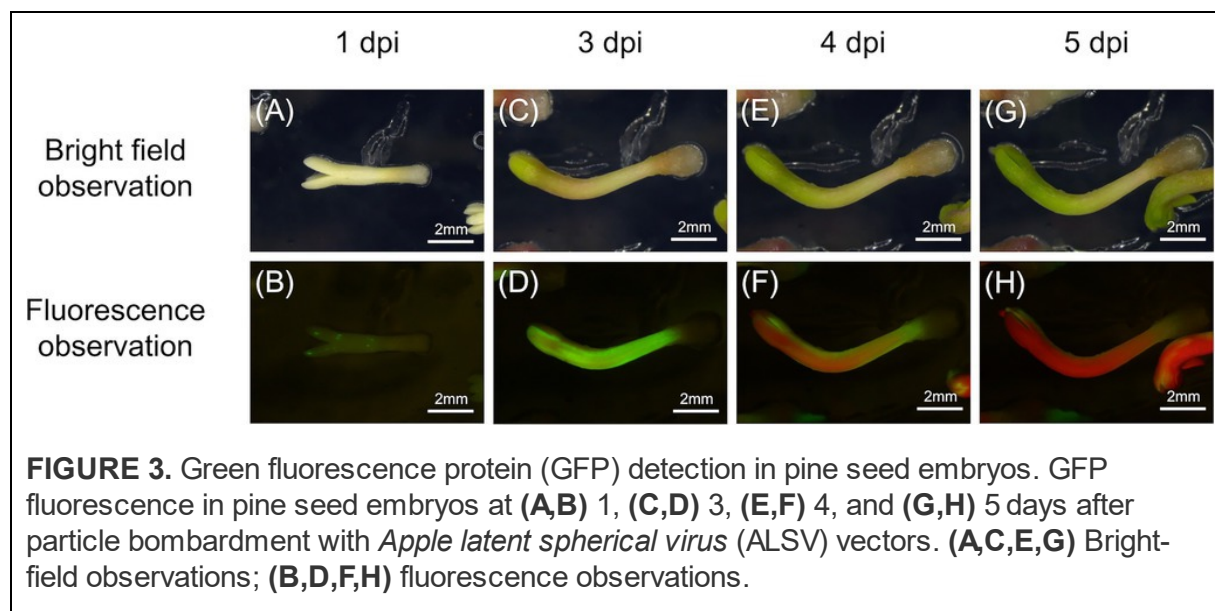 1 dpi 3 dpi 4 dpi 5 dpi
Bright field
observation
(A) (C) (E) (G)
2mm 2mm 2mm 2mm
Fluorescence
observation
(B) (D) (F) (H)
2mm 2mm 2mm 2mm
FIGURE 3. Green fluorescence protein (GFP) detection in pine seed embryos. GFP
fluorescence in pine seed embryos at (A,B) 1, (C,D) 3, (E,F) 4, and (G,H) 5 days after
particle bombardment with Apple latent spherical virus (ALSV) vectors. (A,C,E,G) Bright-
field observations; (B,D,F,H) fluorescence observations.